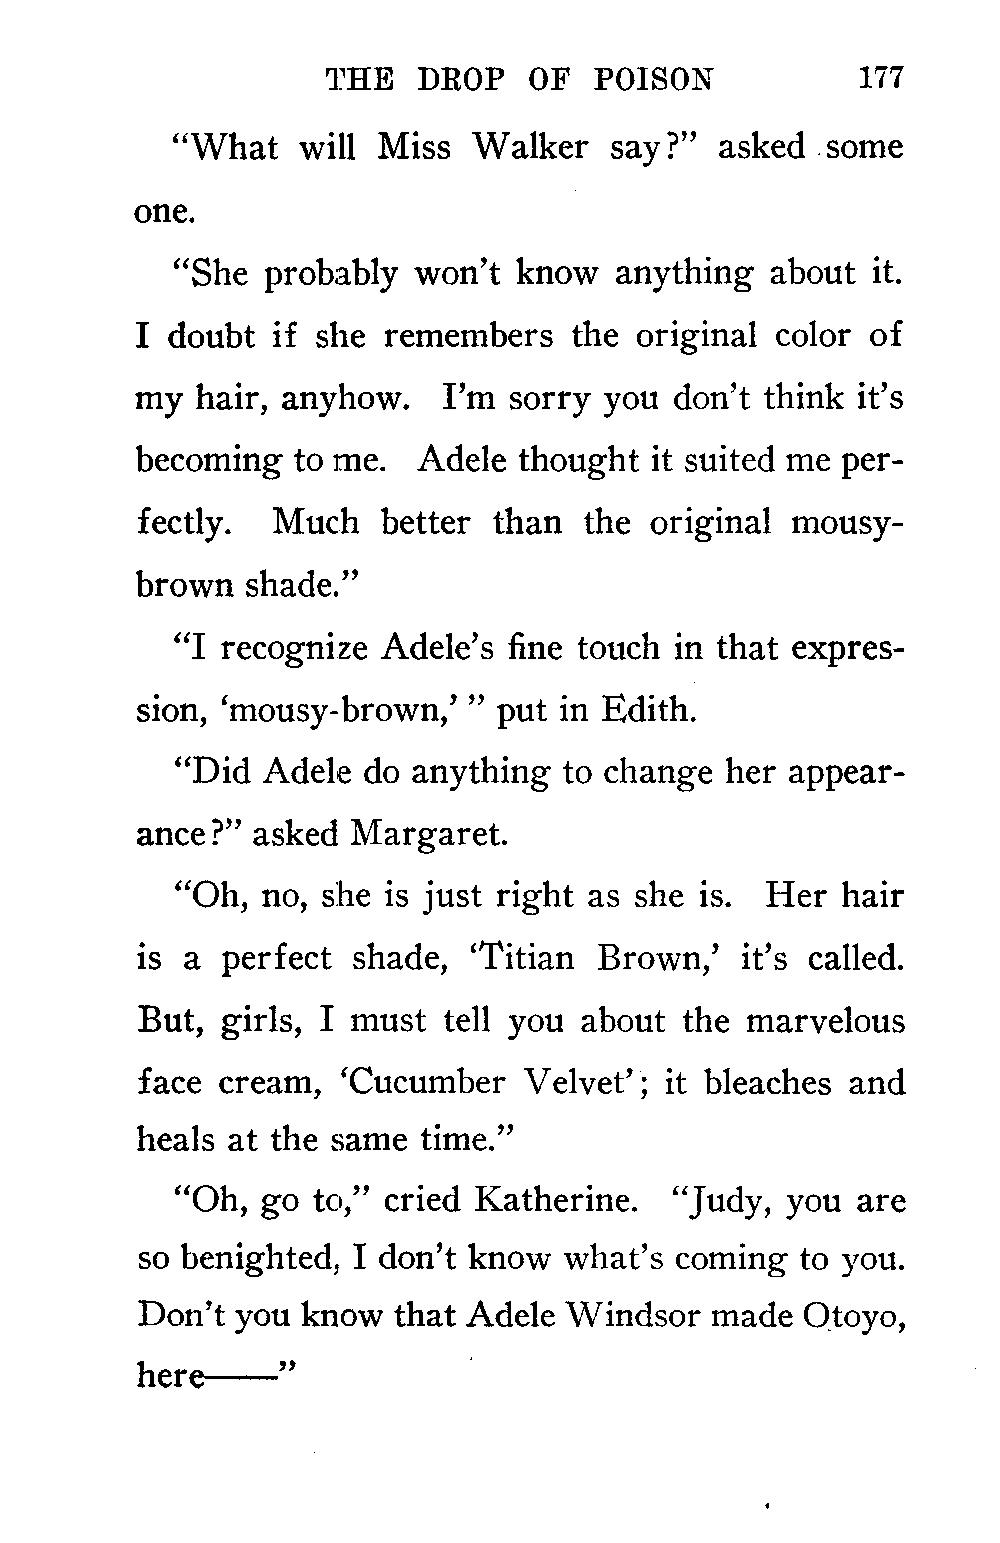 THE DROP OF POISON 177
“What will Miss Walker say?” asked some
one.
“She probably won’t know anything about it.
I doubt if she remembers the original color of
my hair, anyhow. I’m sorry you don’t think it’s
becoming to me. Adele thought it suited me per-
fectly. Much better than the original mousy-
brown shade.”
“I recognize Adele’s fine touch in that expres-
sion, ‘mousy-brown,’ ” put in Edith.
“Did Adele do anything to change her appear-
ance?” asked Margaret.
“Oh, no, she is just right as she is. Her hair
is a perfect shade, ‘Titian Brown,’ it’s called.
But, girls, I must tell you about the marvelous
face cream, ‘Cucumber Velvet’; it bleaches and
heals at the same time.”
“Oh, go to,” cried Katherine. “Judy, you are
so benighted, I don’t know what’s coming to you.
Don’t you know that Adele Windsor made Otoyo,
here——”